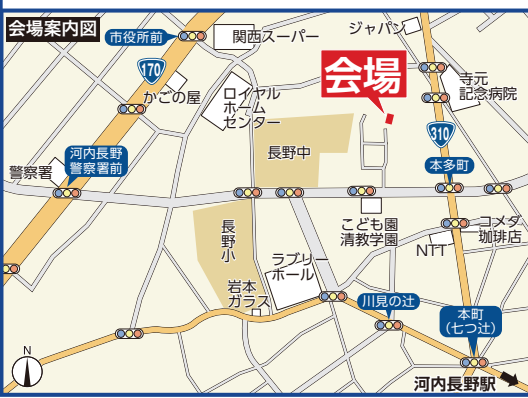 会場案内図
市役所前
関西スーパー
ジャパン
170
かごの屋
ロイヤル
ホーム
センター
会場
寺元
記念病院
310
長野中
河内長野
警察署前
警察署
本多町
長野小
こども園
清教学園
コメダ
珈琲店
NTT
ラブリー
ホール
岩本
ガラス
川見の辻
本町
(七つ辻)
N
河内長野駅